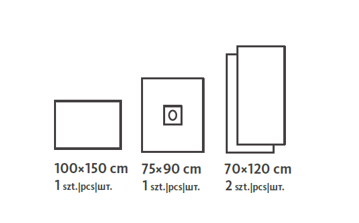 100×150 cm
1 szt.|pcs|шт.
75×90 cm
1 szt.|pcs|шт.
70×120 cm
2 szt.|pcs|шт.